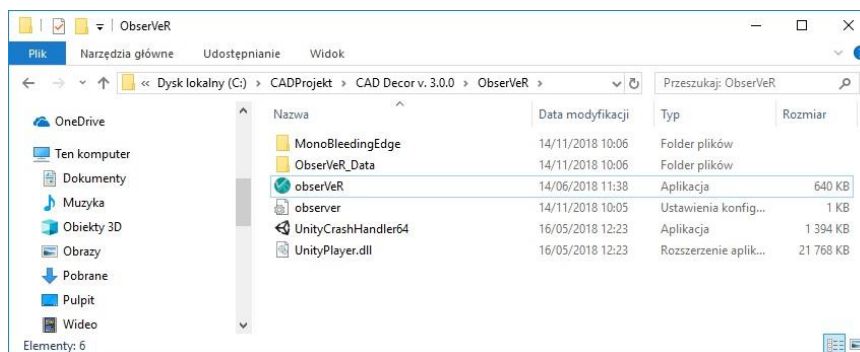 ObserVeR
Plik Narzędzia główne Udostępnianie Widok
« Dysk lokalny (C:) > CADProjekt > CAD Decor v. 3.0.0 > ObserVeR > Przeszukaj: ObserVeR
OneDrive
Ten komputer
Dokumenty
Muzyka
Obiekty 3D
Obrazy
Pobrane
Pulpit
Wideo
Nazwa Data modyfikacji Typ Rozmiar
MonoBleedingEdge 14/11/2018 10:06 Folder plików
ObserVeR_Data 14/11/2018 10:06 Folder plików
obserVeR 14/06/2018 11:38 Aplikacja 640 KB
observer 14/11/2018 10:05 Ustawienia konfig... 1 KB
UnityCrashHandler64 16/05/2018 12:23 Aplikacja 1 394 KB
UnityPlayer.dll 16/05/2018 12:23 Rozszerzenie aplik... 21 768 KB
Elementy: 6